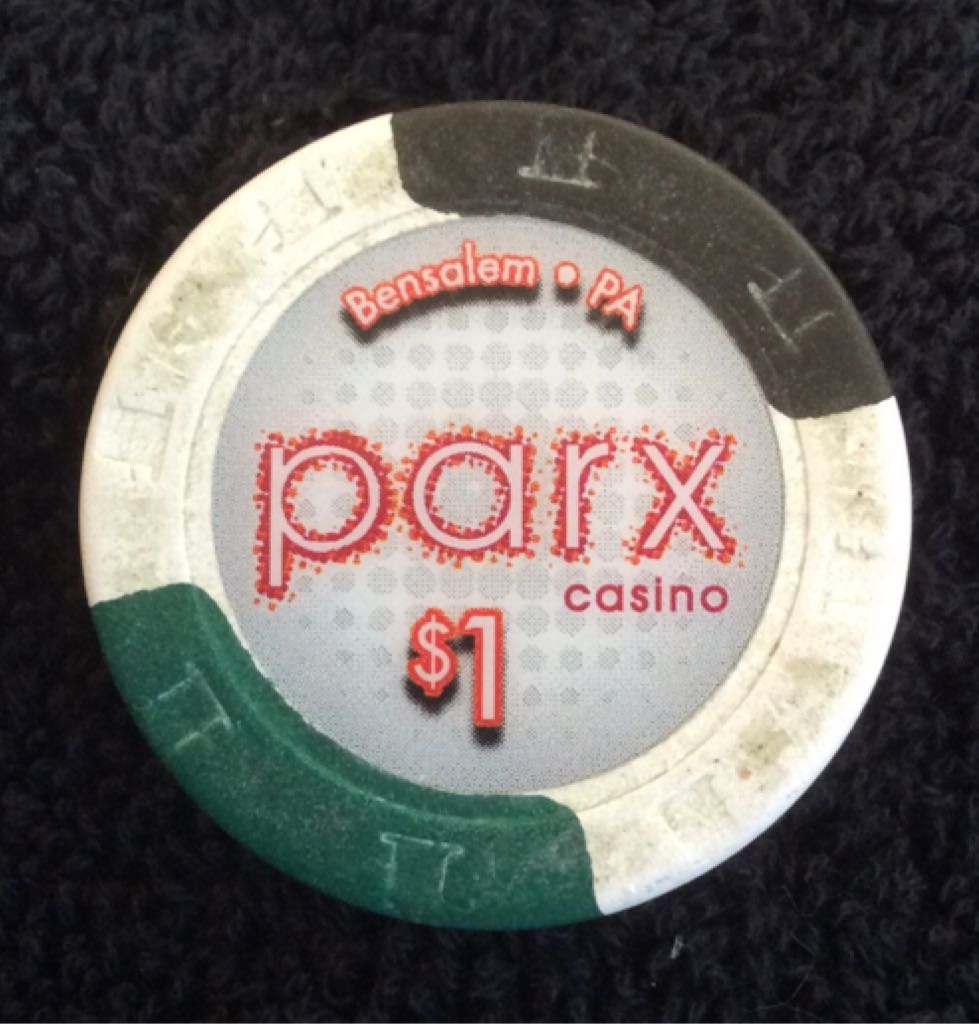 Bensalem • PA
parx
casino
$1